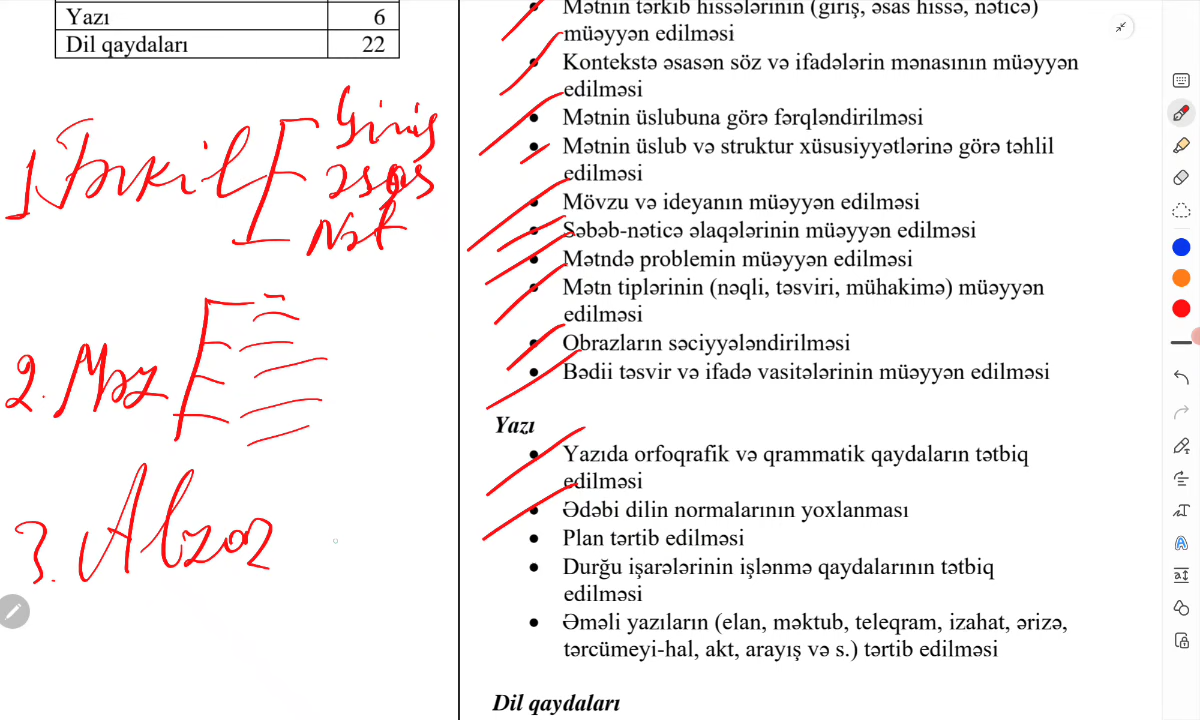 Yazı 6
Dil qaydaları 22
1. Tərkib
Giriş
əsas
Nət
2. Məz
3. Abzas
Mətnin tərkib hissələrinin (giriş, əsas hissə, nəticə)
müəyyən edilməsi
• Kontekstə əsasən söz və ifadələrin mənasının müəyyən
edilməsi
• Mətnin üslubuna görə fərqləndirilməsi
• Mətnin üslub və struktur xüsusiyyətlərinə görə təhlil
edilməsi
• Mövzu və ideyanın müəyyən edilməsi
• Səbəb-nəticə əlaqələrinin müəyyən edilməsi
• Mətndə problemin müəyyən edilməsi
• Mətn tiplərinin (nəqli, təsviri, mühakimə) müəyyən
edilməsi
• Obrazların səciyyələndirilməsi
• Bədii təsvir və ifadə vasitələrinin müəyyən edilməsi
Yazı
• Yazıda orfoqrafik və qrammatik qaydaların tətbiq
edilməsi
• Ədəbi dilin normalarının yoxlanması
• Plan tərtib edilməsi
• Durğu işarələrinin işlənmə qaydalarının tətbiq
edilməsi
• Əməli yazıların (elan, məktub, teleqram, izahat, ərizə,
tərcümeyi-hal, akt, arayış və s.) tərtib edilməsi
Dil qaydaları